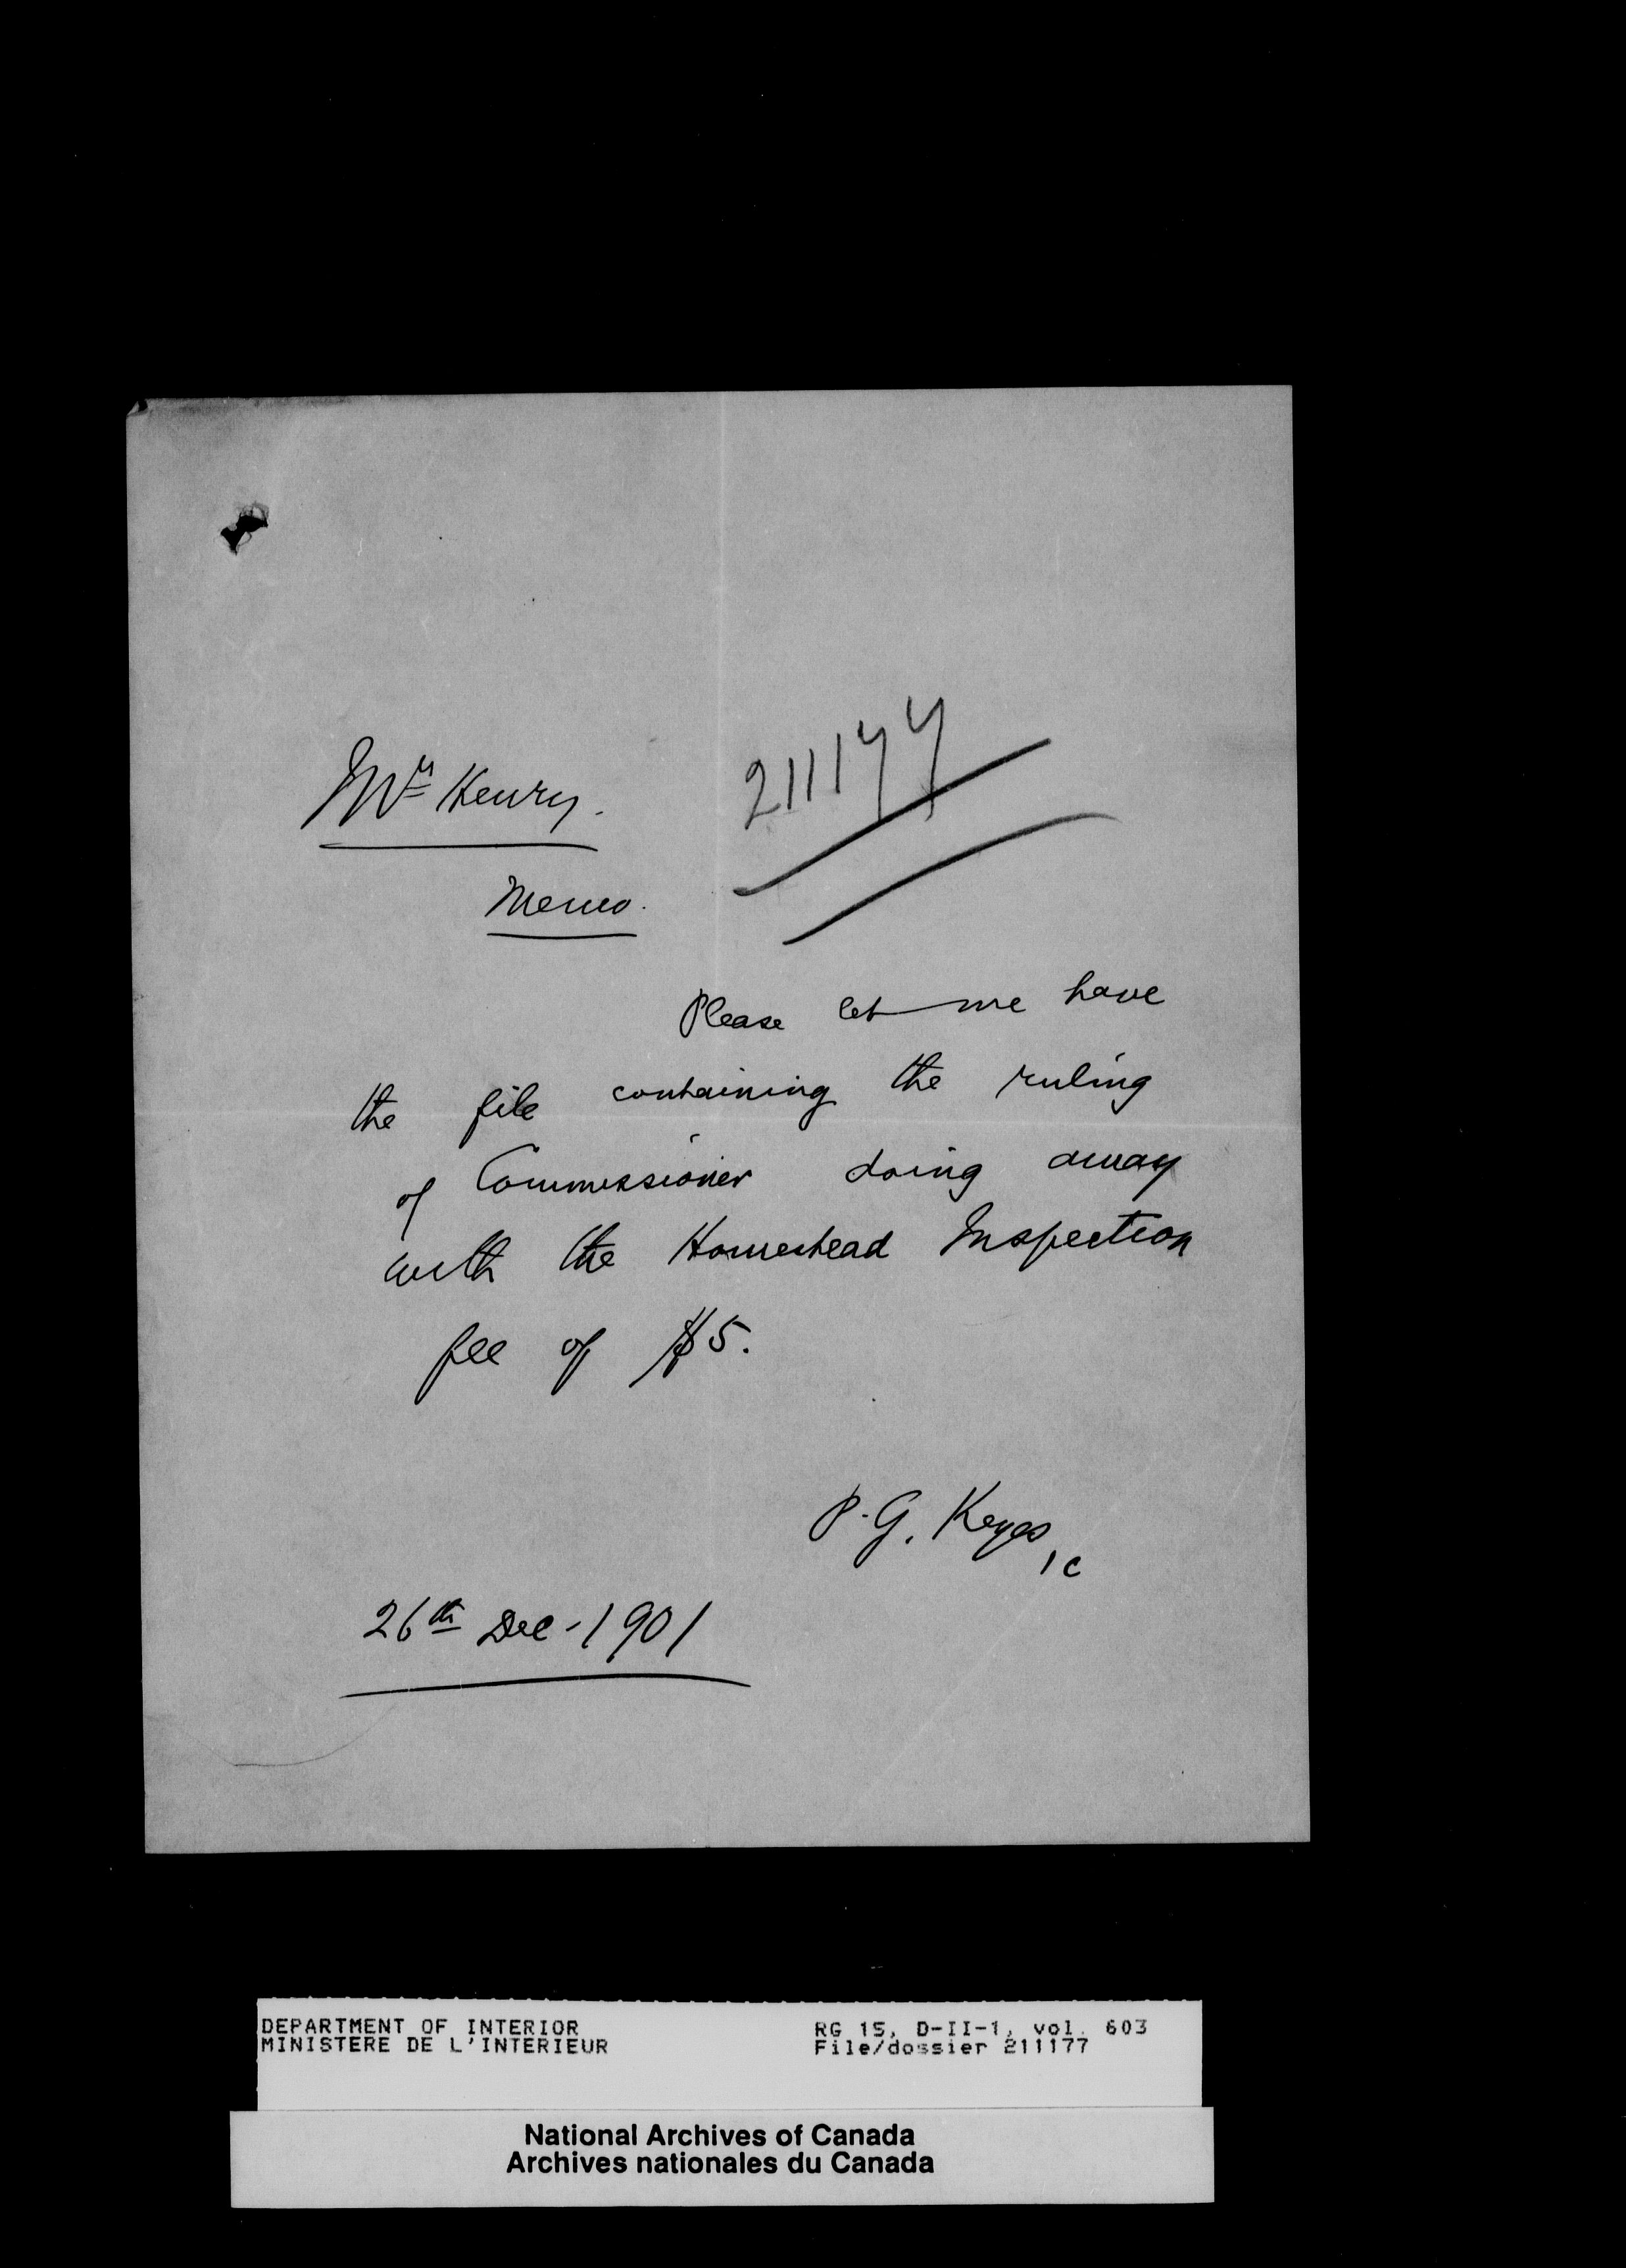 Mr Henry.
211177
Memo.
Please let me have
the file containing the ruling
of Commissioner doing away
with the Homestead Inspection
fee of $5.
P. G. Keyes,
26th Dec - 1901
DEPARTMENT OF INTERIOR
MINISTERE DE L'INTERIEUR
RG 15, D-II-1, vol. 603
File/dossier 211177
National Archives of Canada
Archives nationales du Canada